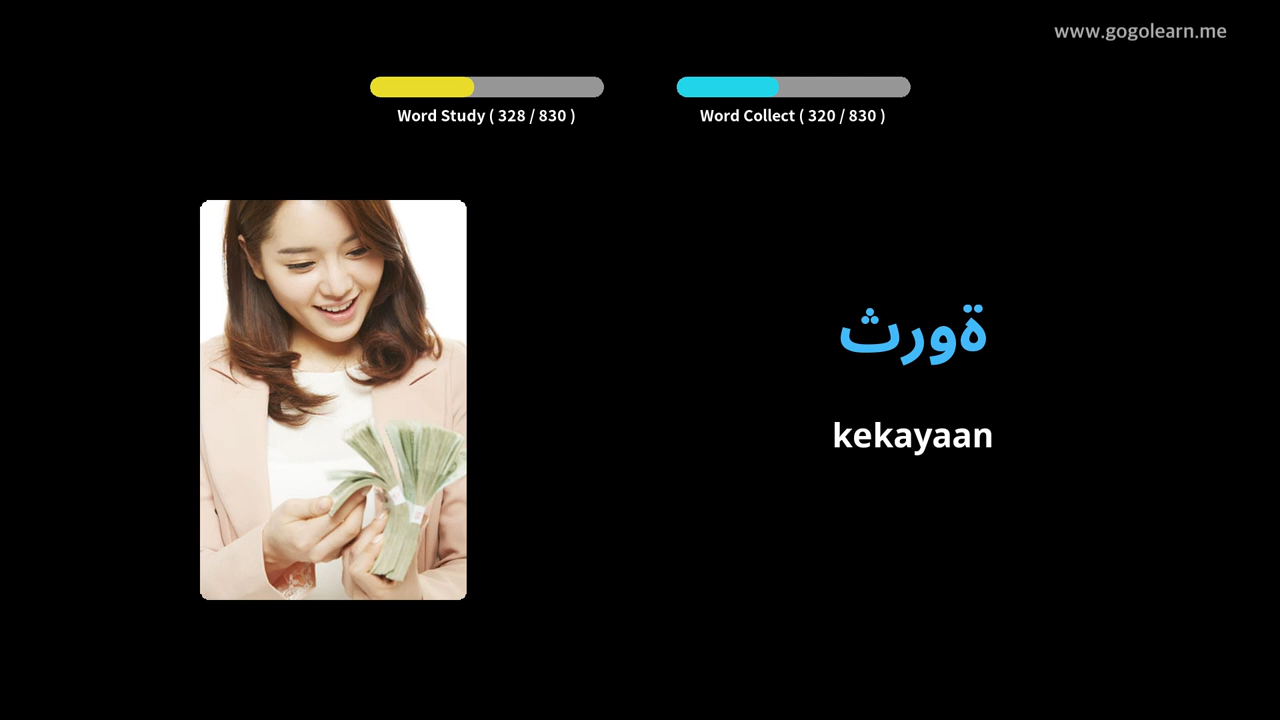 www.gogolearn.me
Word Study ( 328 / 830 )
Word Collect ( 320 / 830 )
ةورث
kekayaan